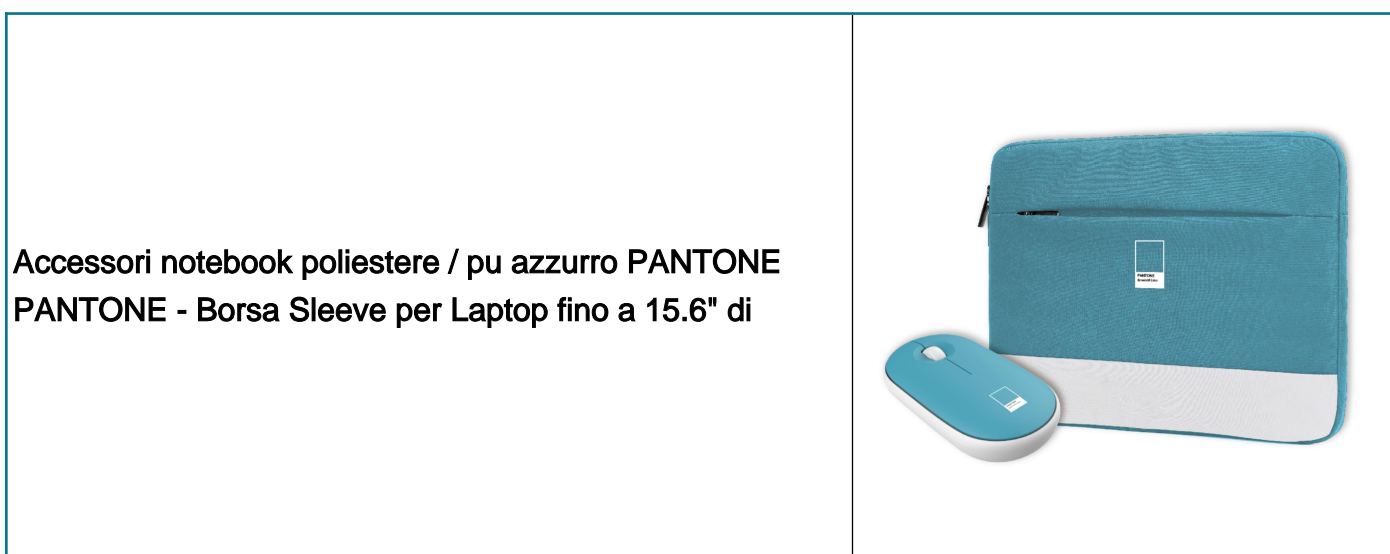 Accessori notebook poliestere / pu azzurro PANTONE
PANTONE - Borsa Sleeve per Laptop fino a 15.6" di
PANTONE